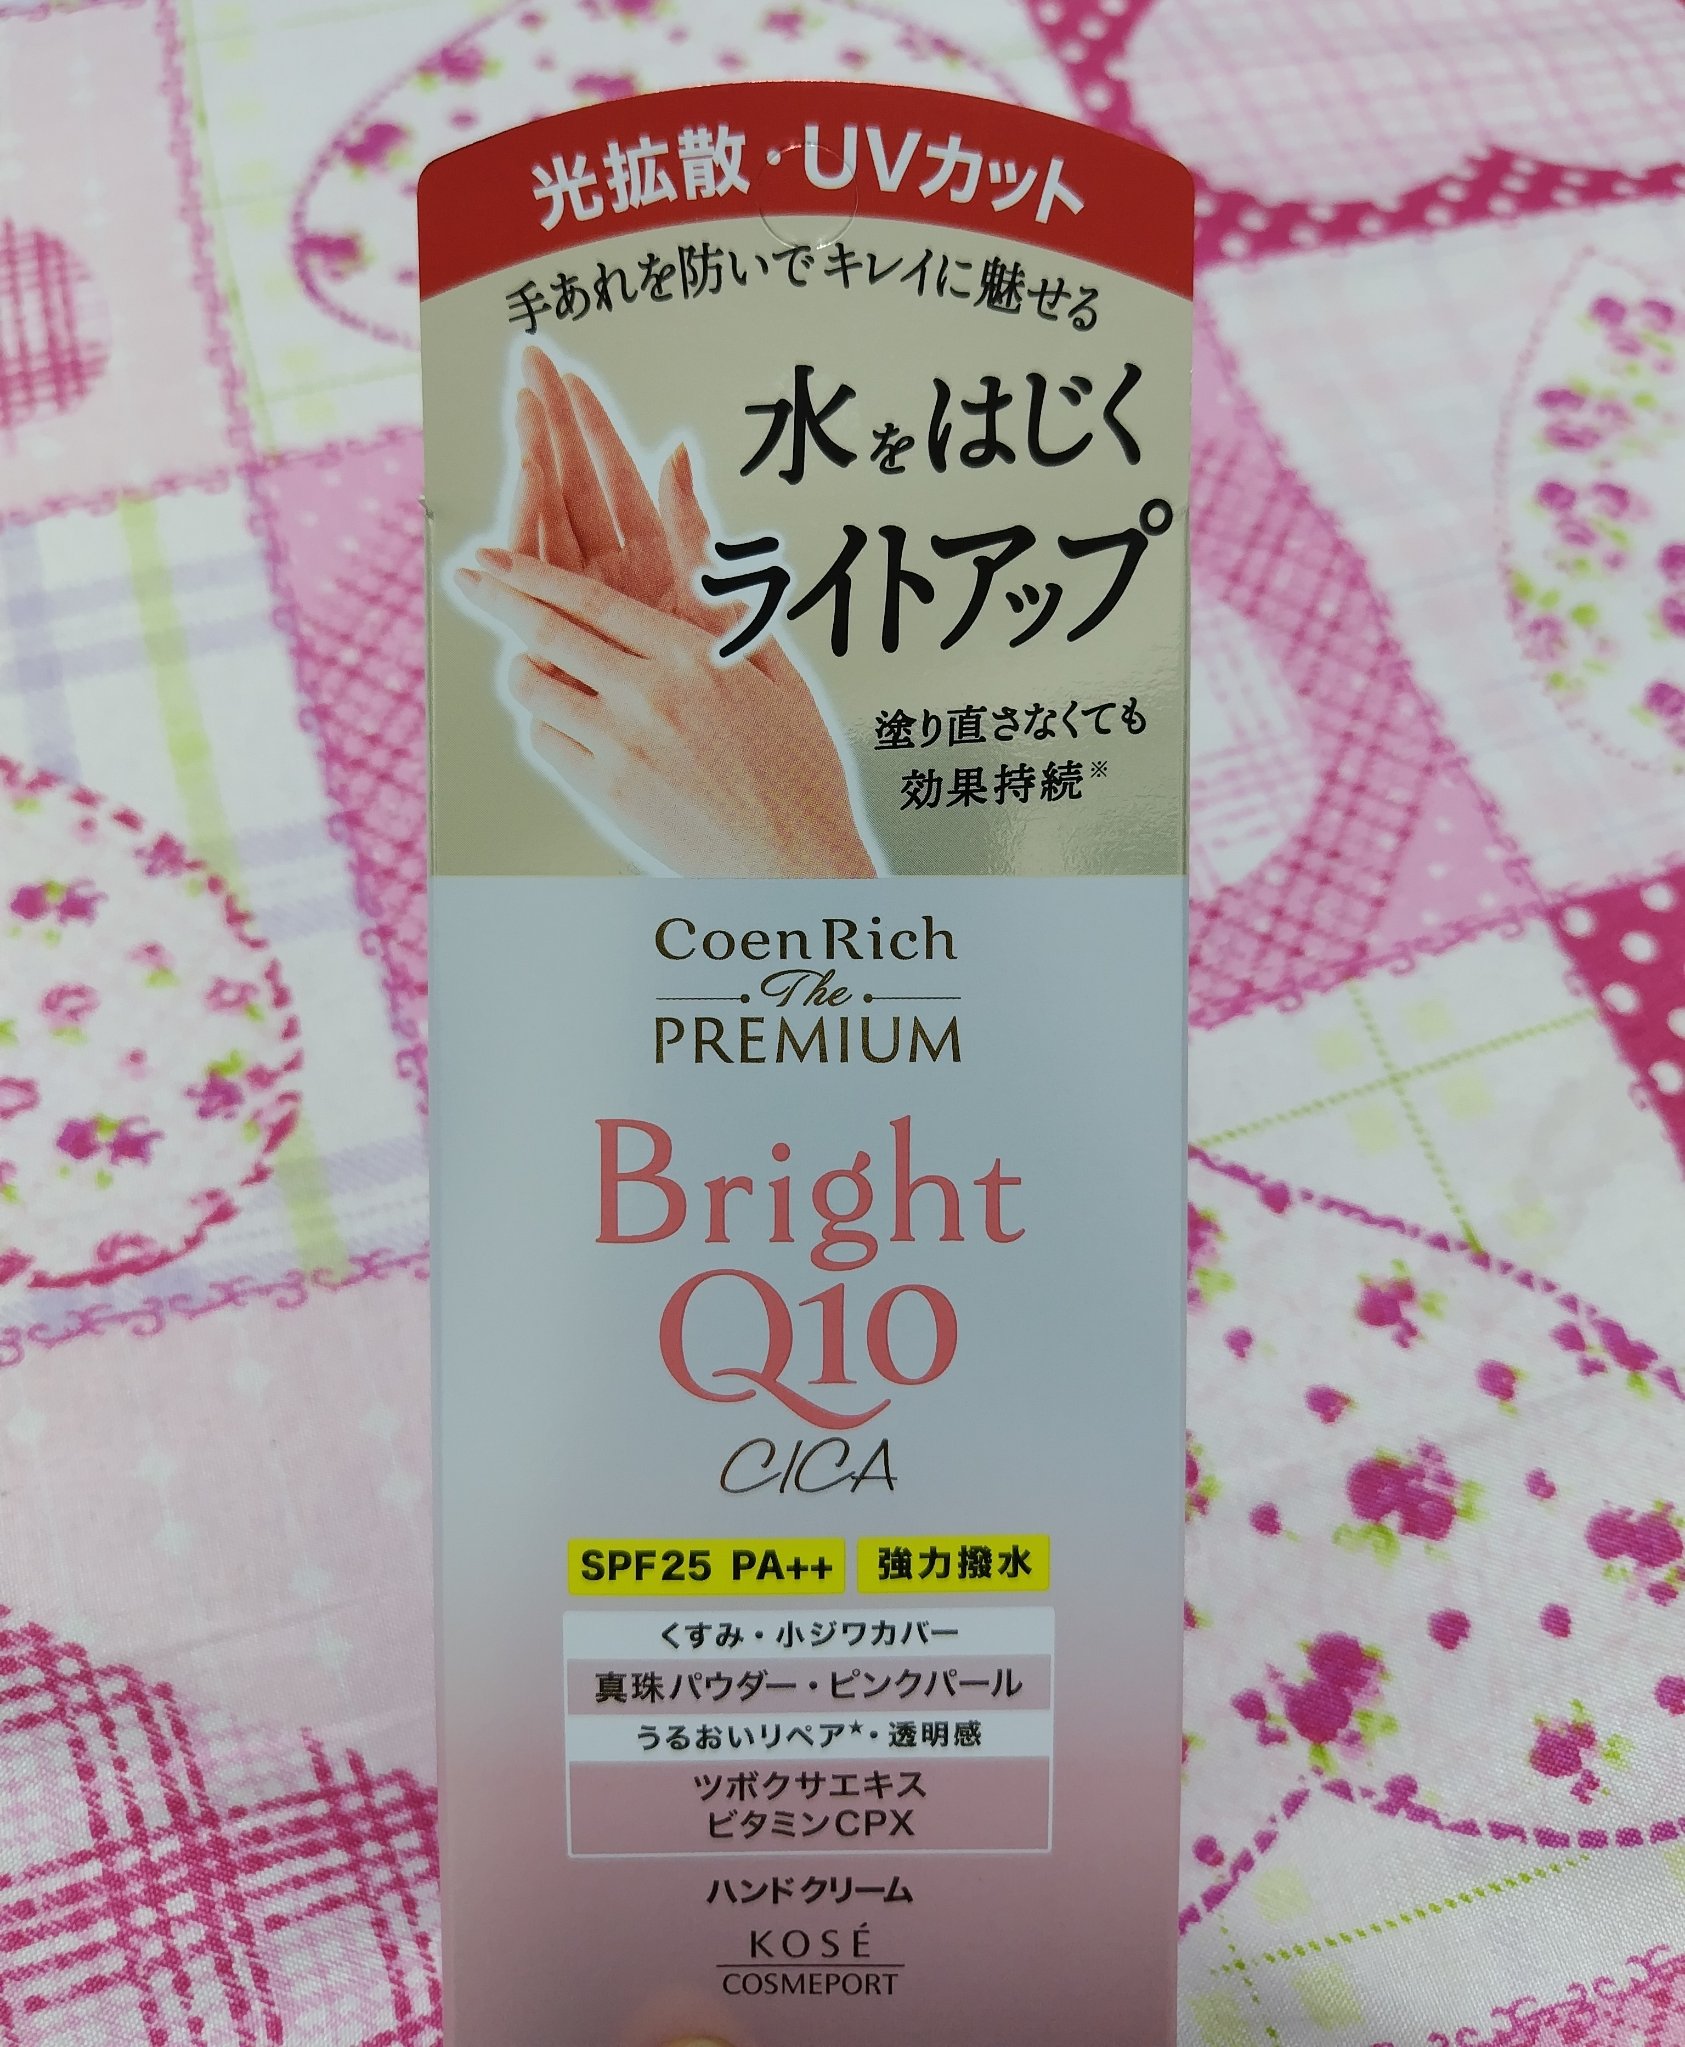 光拡散・UVカット
手あれを防いでキレイに魅せる
水をはじく
ライトアップ
塗り直さなくても
効果持続※
CoenRich
The
PREMIUM
Bright
Q10
CICA
SPF25 PA++ 強力撥水
くすみ・小ジワカバー
真珠パウダー・ピンクパール
うるおいリペア★・透明感
ツボクサエキス
ビタミンCPX
ハンドクリーム
KOSÉ
COSMEPORT